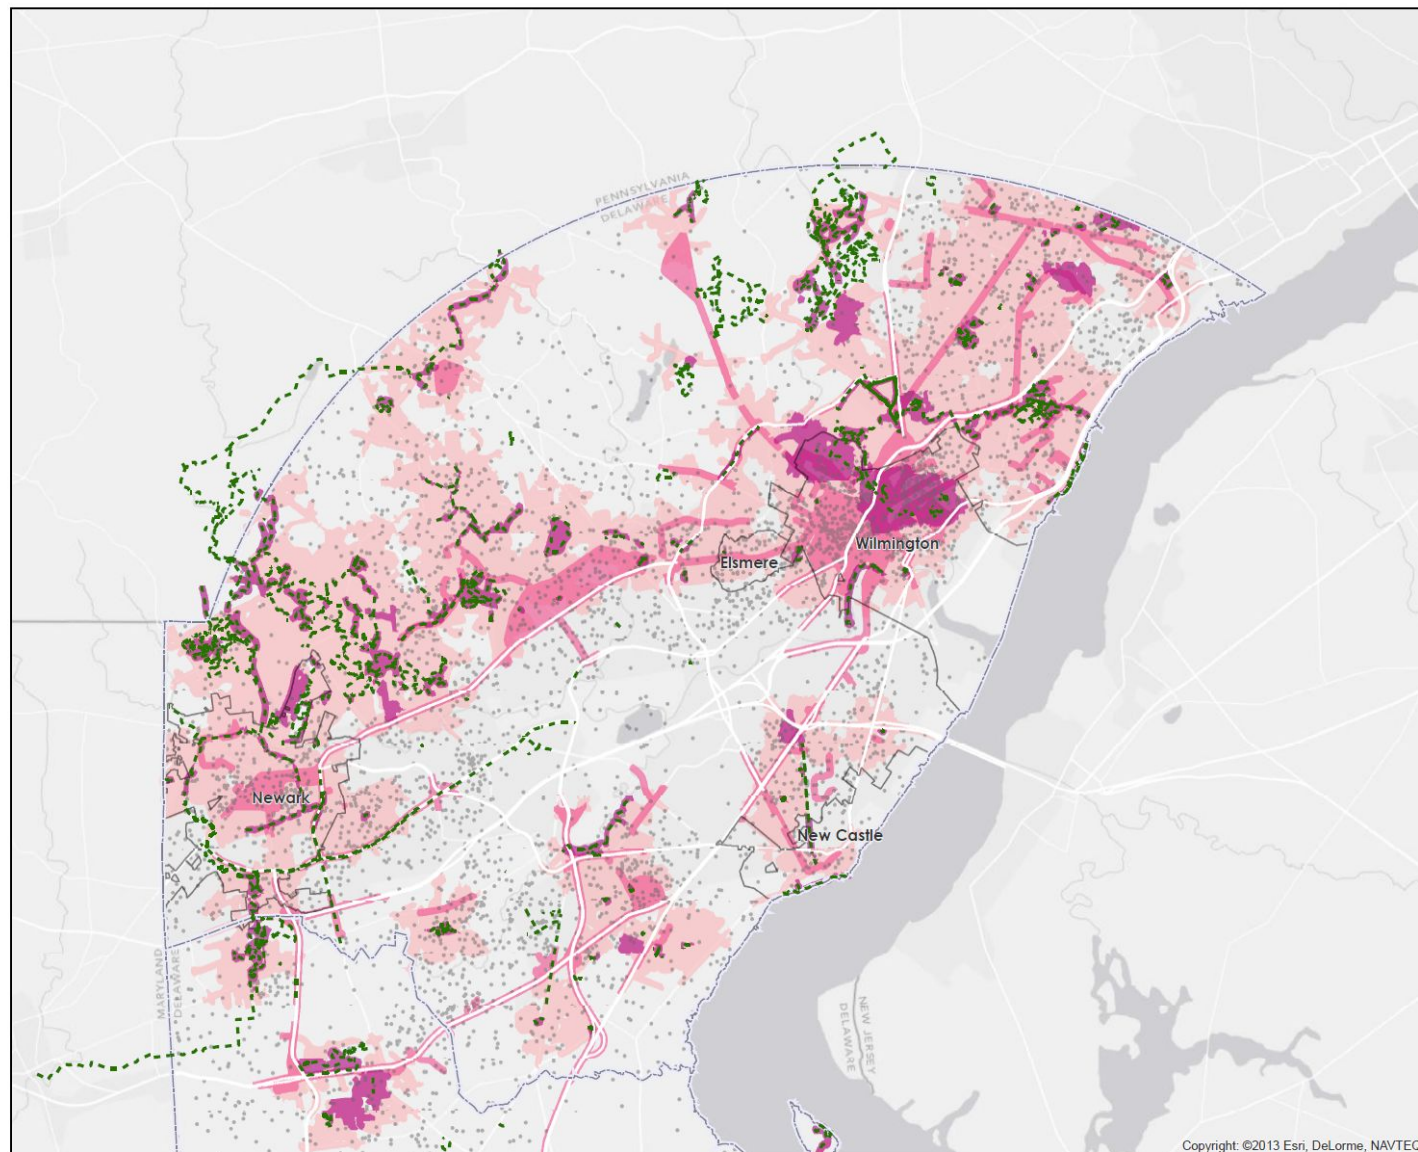 PENNSYLVANIA
DELAWARE
Wilmington
Elsmere
Newark
New Castle
MARYLAND
DELAWARE
NEW JERSEY
DELAWARE
Copyright: ©2013 Esri, DeLorme, NAVTEQ